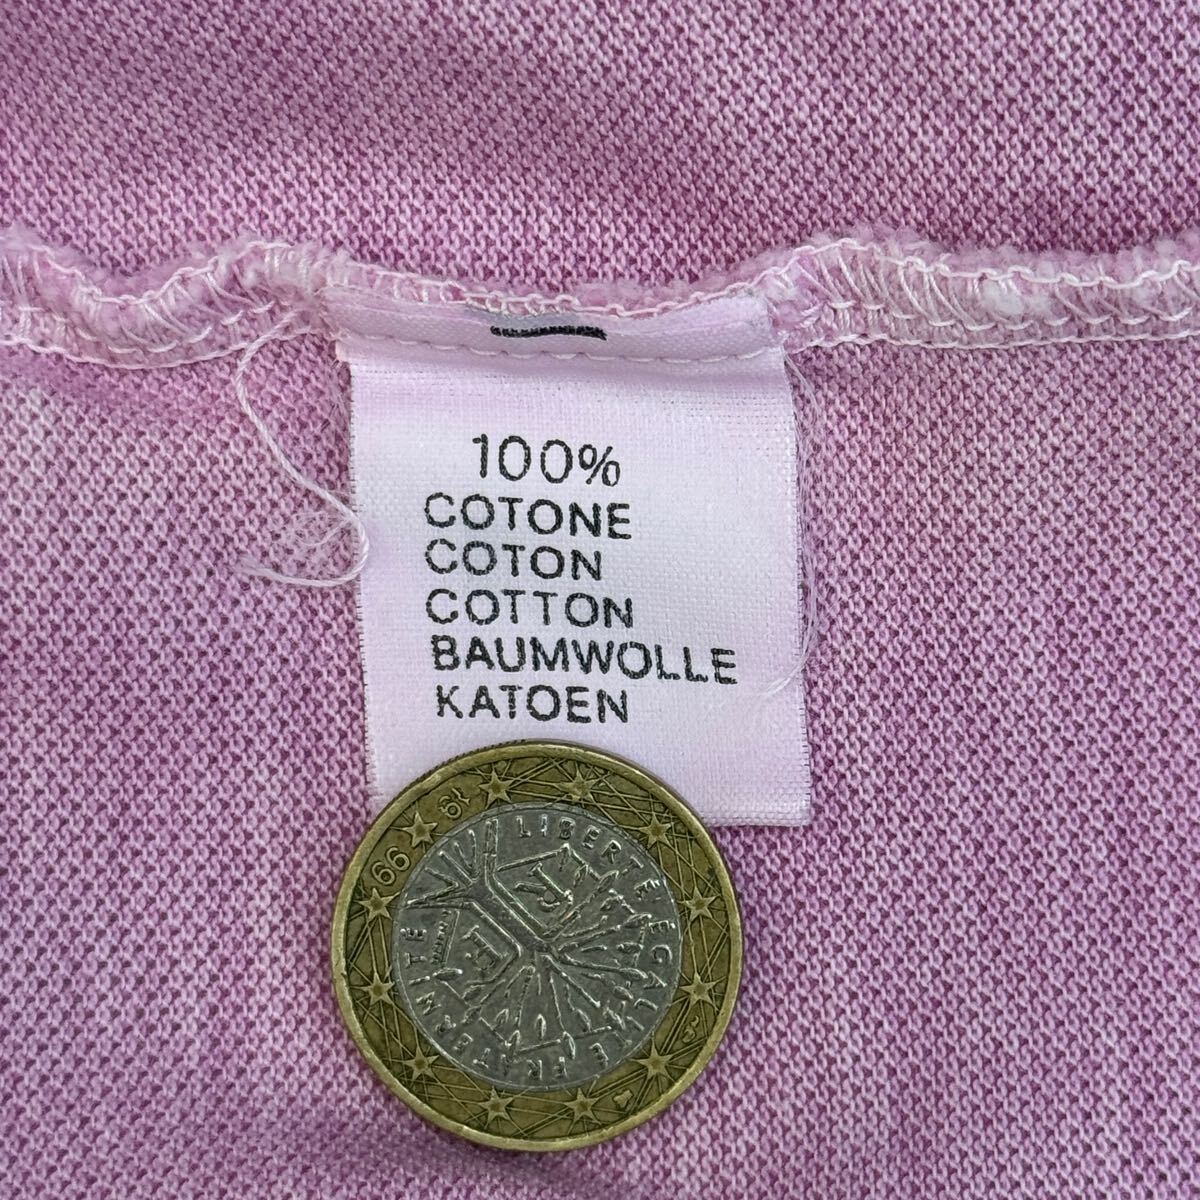 100%
COTONE
COTON
COTTON
BAUMWOLLE
KATOEN
19 99
LIBERTÉ ÉGALITÉ FRATERNITÉ
RF